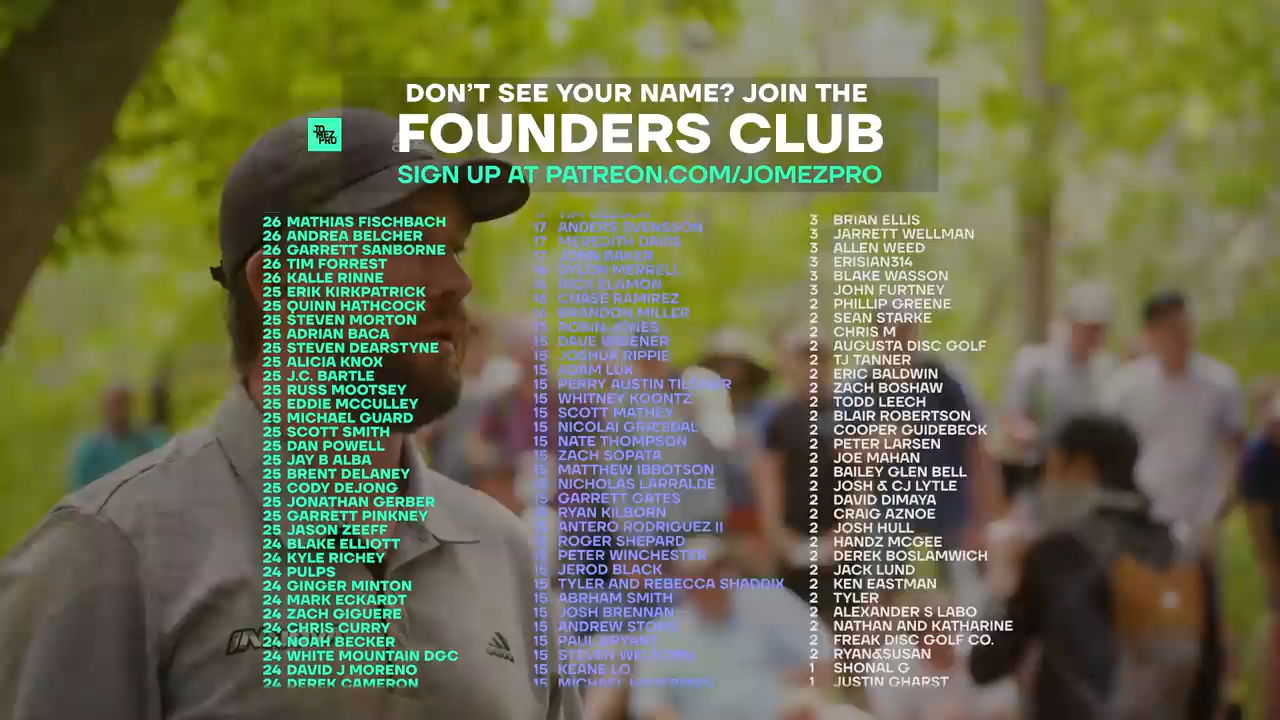 DON'T SEE YOUR NAME? JOIN THE
JO
MEZ
PRO
FOUNDERS CLUB
SIGN UP AT PATREON.COM/JOMEZPRO
26 MATHIAS FISCHBACH
26 ANDREA BELCHER
26 GARRETT SANBORNE
26 TIM FORREST
26 KALLE RINNE
25 ERIK KIRKPATRICK
25 QUINN HATHCOCK
25 STEVEN MORTON
25 ADRIAN BACA
25 STEVEN DEARSTYNE
25 ALICIA KNOX
25 J.C. BARTLE
25 RUSS MOOTSEY
25 EDDIE MCCULLEY
25 MICHAEL GUARD
25 SCOTT SMITH
25 DAN POWELL
25 JAY B ALBA
25 BRENT DELANEY
25 CODY DEJONG
25 JONATHAN GERBER
25 GARRETT PINKNEY
25 JASON ZEEFF
24 BLAKE ELLIOTT
24 KYLE RICHEY
24 PULPS
24 GINGER MINTON
24 MARK ECKARDT
24 ZACH GIGUERE
24 CHRIS CURRY
24 NOAH BECKER
24 WHITE MOUNTAIN DGC
24 DAVID J MORENO
24 DEREK CAMERON
17 ANDERS SVENSSON
17 MEREDITH DAVIS
17 JOHN BAKER
16 DYLON MERRELL
16 RICK ELAMON
16 CHASE RAMIREZ
16 BRANDON MILLER
15 ROBIN JONES
15 DAVE WIDENER
15 JOSHUA RIPPIE
15 ADAM LUX
15 PERRY AUSTIN
15 WHITNEY KOONTZ
15 SCOTT MATHEY
15 NICOLAI GRÆSDAL
15 NATE THOMPSON
15 ZACH SOPATA
15 MATTHEW IBBOTSON
15 NICHOLAS LARRALDE
15 GARRETT GATES
15 RYAN KILBORN
15 ANTERO RODRIGUEZ II
15 ROGER SHEPARD
15 PETER WINCHESTER
15 JEROD BLACK
15 TYLER AND REBECCA SHADDIX
15 ABRHAM SMITH
15 JOSH BRENNAN
15 ANDREW
15 PAUL BRYANT
15 STEVEN
15 KEANE LO
15 MICHAEL
3 BRIAN ELLIS
3 JARRETT WELLMAN
3 ALLEN WEED
3 ERISIAN314
3 BLAKE WASSON
3 JOHN FURTNEY
2 PHILLIP GREENE
2 SEAN STARKE
2 CHRIS M
2 AUGUSTA DISC GOLF
2 TJ TANNER
2 ERIC BALDWIN
2 ZACH BOSHAW
2 TODD LEECH
2 BLAIR ROBERTSON
2 COOPER GUIDEBECK
2 PETER LARSEN
2 JOE MAHAN
2 BAILEY GLEN BELL
2 JOSH & CJ LYTLE
2 DAVID DIMAYA
2 CRAIG AZNOE
2 JOSH HULL
2 HANDZ MCGEE
2 DEREK BOSLAMWICH
2 JACK LUND
2 KEN EASTMAN
2 TYLER
2 ALEXANDER S LABO
2 NATHAN AND KATHARINE
2 FREAK DISC GOLF CO.
2 RYAN&SUSAN
1 SHONAL G
1 JUSTIN GHARST